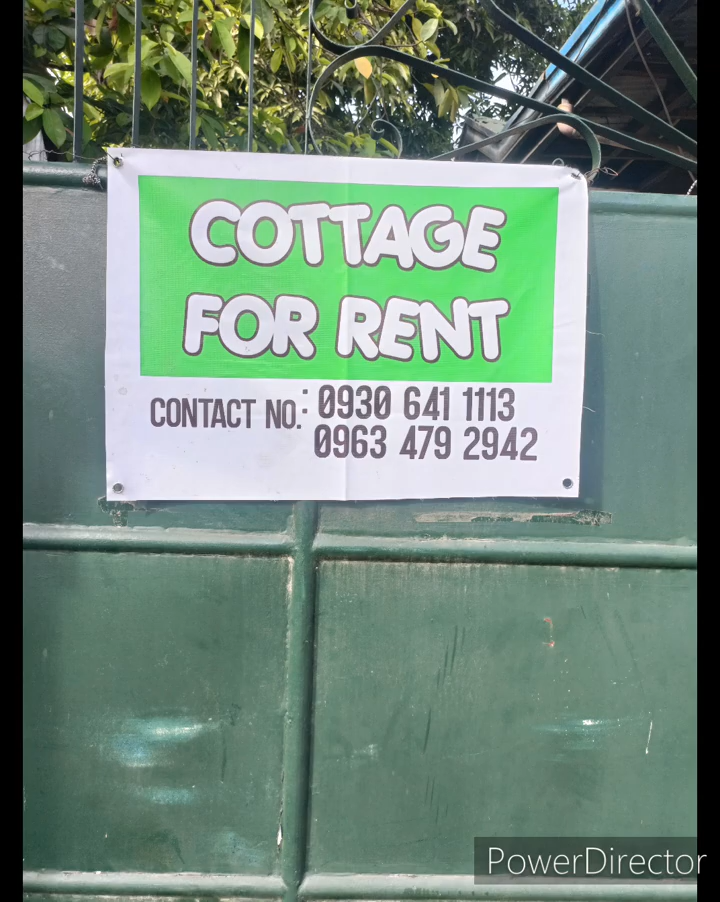 COTTAGE
FOR RENT
CONTACT NO.: 0930 641 1113
0963 479 2942
PowerDirector